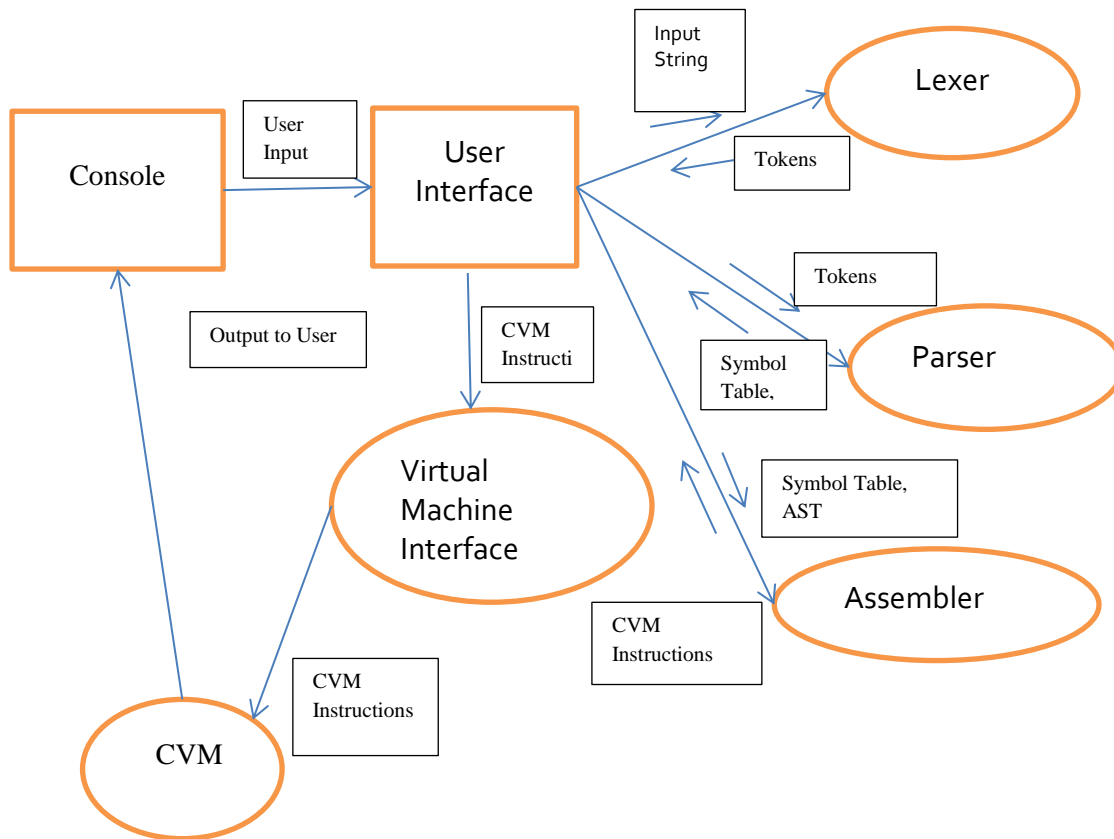 Input
String
Lexer
User
Input
User
Interface
Console
Tokens
Tokens
Output to User
CVM
Instructi
Symbol
Table,
Parser
Virtual
Machine
Interface
Symbol Table,
AST
Assembler
CVM
Instructions
CVM
Instructions
CVM